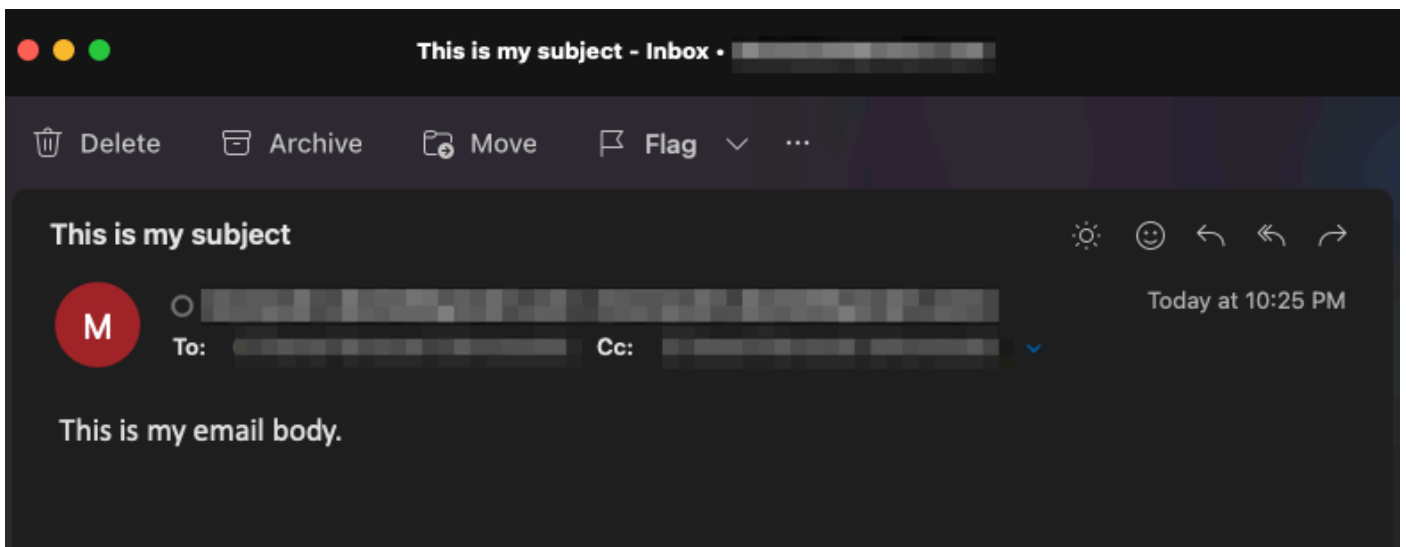 This is my subject - Inbox •
Delete Archive Move Flag ...
This is my subject
M
Today at 10:25 PM
To: Cc:
This is my email body.